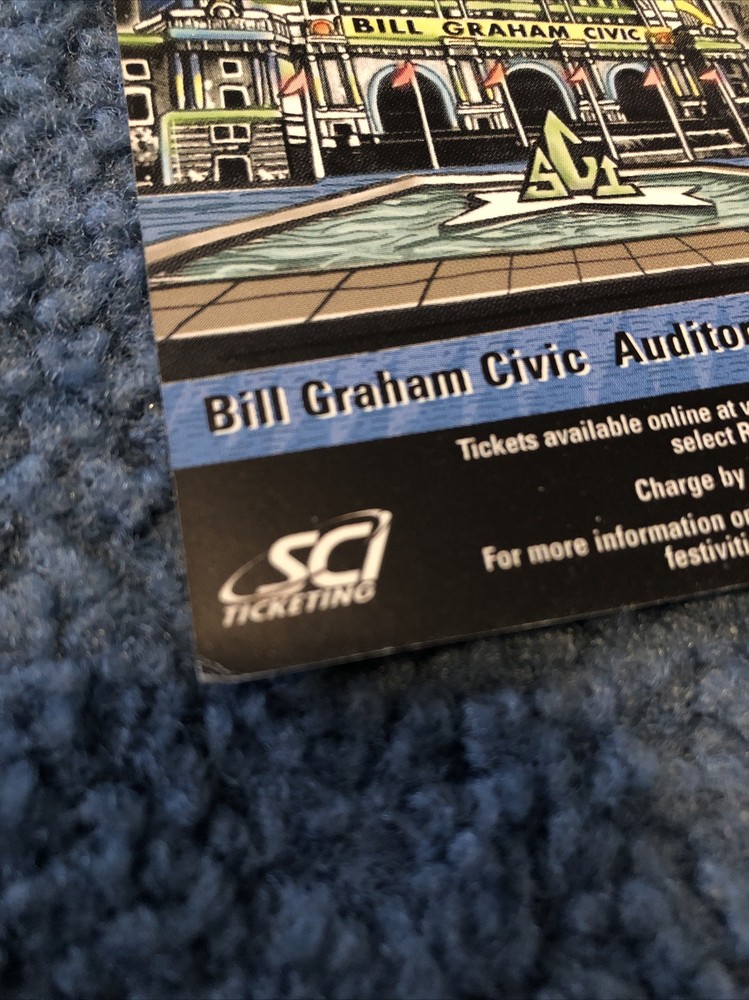 BILL GRAHAM CIVIC
SCI
Bill Graham Civic Auditor
Tickets available online at
select
Charge by
For more information
festiviti
SCI
TICKETING